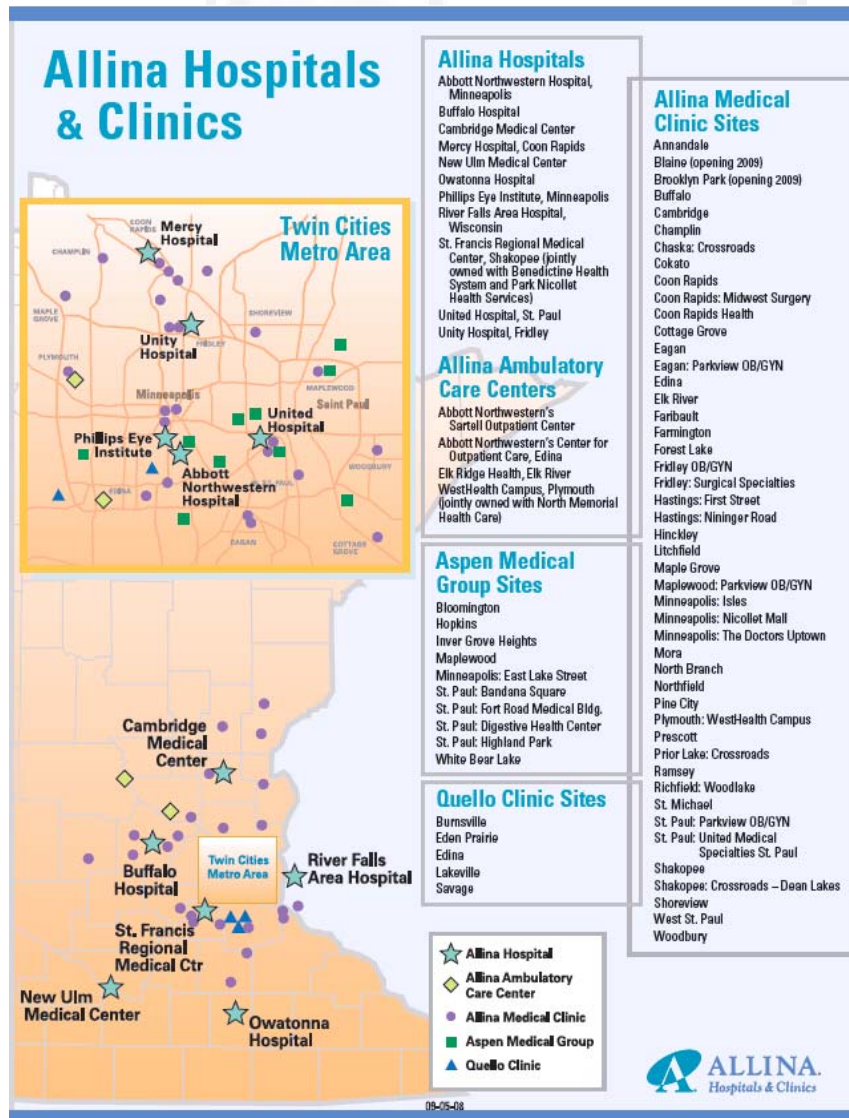 Allina Hospitals
& Clinics
Allina Hospitals
Abbott Northwestern Hospital,
Minneapolis
Buffalo Hospital
Cambridge Medical Center
Mercy Hospital, Coon Rapids
New Ulm Medical Center
Owatonna Hospital
Phillips Eye Institute, Minneapolis
River Falls Area Hospital,
Wisconsin
St. Francis Regional Medical
Center, Shakopee (jointly
owned with Benedictine Health
System and Park Nicollet
Health Services)
United Hospital, St. Paul
Unity Hospital, Fridley
Allina Ambulatory
Care Centers
Abbott Northwestern's
Sartell Outpatient Center
Abbott Northwestern's Center for
Outpatient Care, Edina
Elk Ridge Health, Elk River
WestHealth Campus, Plymouth
(jointly owned with North Memorial
Health Care)
Aspen Medical
Group Sites
Bloomington
Hopkins
Inver Grove Heights
Maplewood
Minneapolis: East Lake Street
St. Paul: Bandana Square
St. Paul: Fort Road Medical Bldg.
St. Paul: Digestive Health Center
St. Paul: Highland Park
White Bear Lake
Quello Clinic Sites
Burnsville
Eden Prairie
Edina
Lakeville
Savage
Allina Medical
Clinic Sites
Annandale
Blaine (opening 2009)
Brooklyn Park (opening 2009)
Buffalo
Cambridge
Champlin
Chaska: Crossroads
Cokato
Coon Rapids
Coon Rapids: Midwest Surgery
Coon Rapids Health
Cottage Grove
Eagan
Eagan: Parkview OB/GYN
Edina
Elk River
Faribault
Farmington
Forest Lake
Fridley OB/GYN
Fridley: Surgical Specialties
Hastings: First Street
Hastings: Nininger Road
Hinckley
Litchfield
Maple Grove
Maplewood: Parkview OB/GYN
Minneapolis: Isles
Minneapolis: Nicollet Mall
Minneapolis: The Doctors Uptown
Mora
North Branch
Northfield
Pine City
Plymouth: WestHealth Campus
Prescott
Prior Lake: Crossroads
Ramsey
Richfield: Woodlake
St. Michael
St. Paul: Parkview OB/GYN
St. Paul: United Medical
Specialties St. Paul
Shakopee
Shakopee: Crossroads – Dean Lakes
Shoreview
West St. Paul
Woodbury
Twin Cities
Metro Area
COON
RAPIDS
Mercy
Hospital
CHAMPLIN
MAPLE
GROVE
SHOREVIEW
Unity
Hospital
FRIDLEY
PLYMOUTH
MAPLEWOOD
Minneapolis
Saint Paul
United
Hospital
Phillips Eye
Institute
WOODBURY
Abbott
Northwestern
Hospital
ST. PAUL
EDINA
EAGAN
COTTAGE
GROVE
Cambridge
Medical
Center
Twin Cities
Metro Area
River Falls
Area Hospital
Buffalo
Hospital
St. Francis
Regional
Medical Ctr
New Ulm
Medical Center
Owatonna
Hospital
Allina Hospital
Allina Ambulatory
Care Center
Allina Medical Clinic
Aspen Medical Group
Quello Clinic
ALLINA.
Hospitals & Clinics
09-05-08